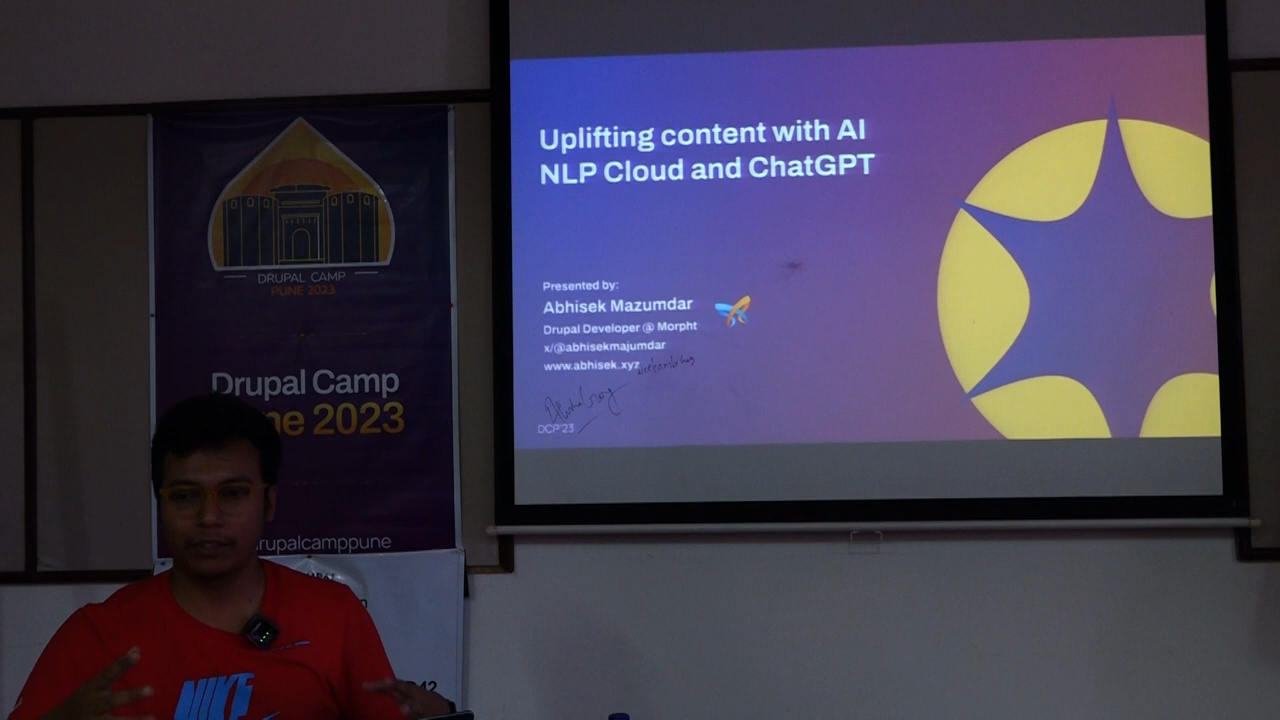 DRUPAL CAMP
PUNE 2023
Drupal Camp
ne 2023
rupalcamppune
NIKE
Uplifting content with AI
NLP Cloud and ChatGPT
Presented by:
Abhisek Mazumdar
Drupal Developer @ Morpht
x/@abhisekmajumdar
www.abhisek.xyz
DCP'23